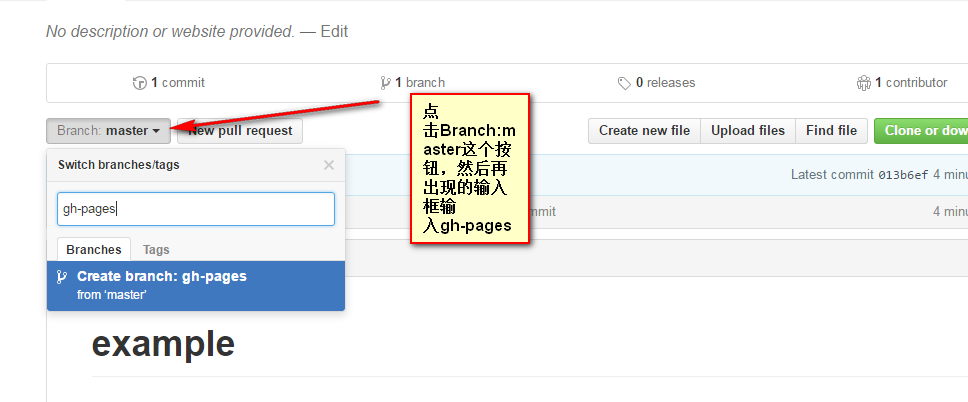 No description or website provided. — Edit
1 commit
1 branch
0 releases
1 contributor
Branch: master
New pull request
Create new file
Upload files
Find file
Clone or dow
Switch branches/tags
Latest commit 013b6ef 4 minu
gh-pages
mmit
4 minu
Branches
Tags
Create branch: gh-pages
from 'master'
点
击Branch:m
aster这个按
钮，然后再
出现的输入
框输
入gh-pages
example